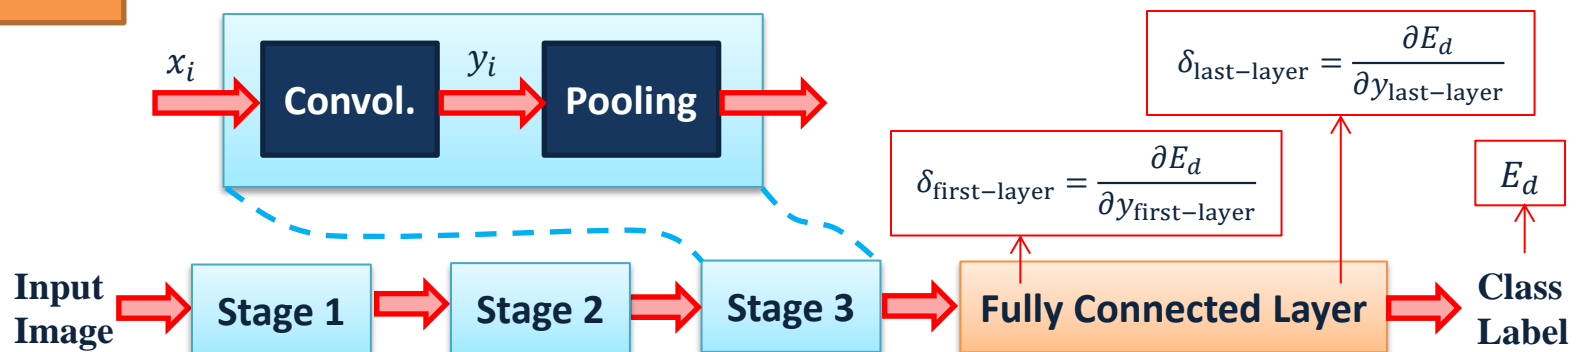 x_i
y_i
Convol.
Pooling
δ_last−layer = ∂E_d / ∂y_last−layer
δ_first−layer = ∂E_d / ∂y_first−layer
E_d
Input
Image
Stage 1
Stage 2
Stage 3
Fully Connected Layer
Class
Label